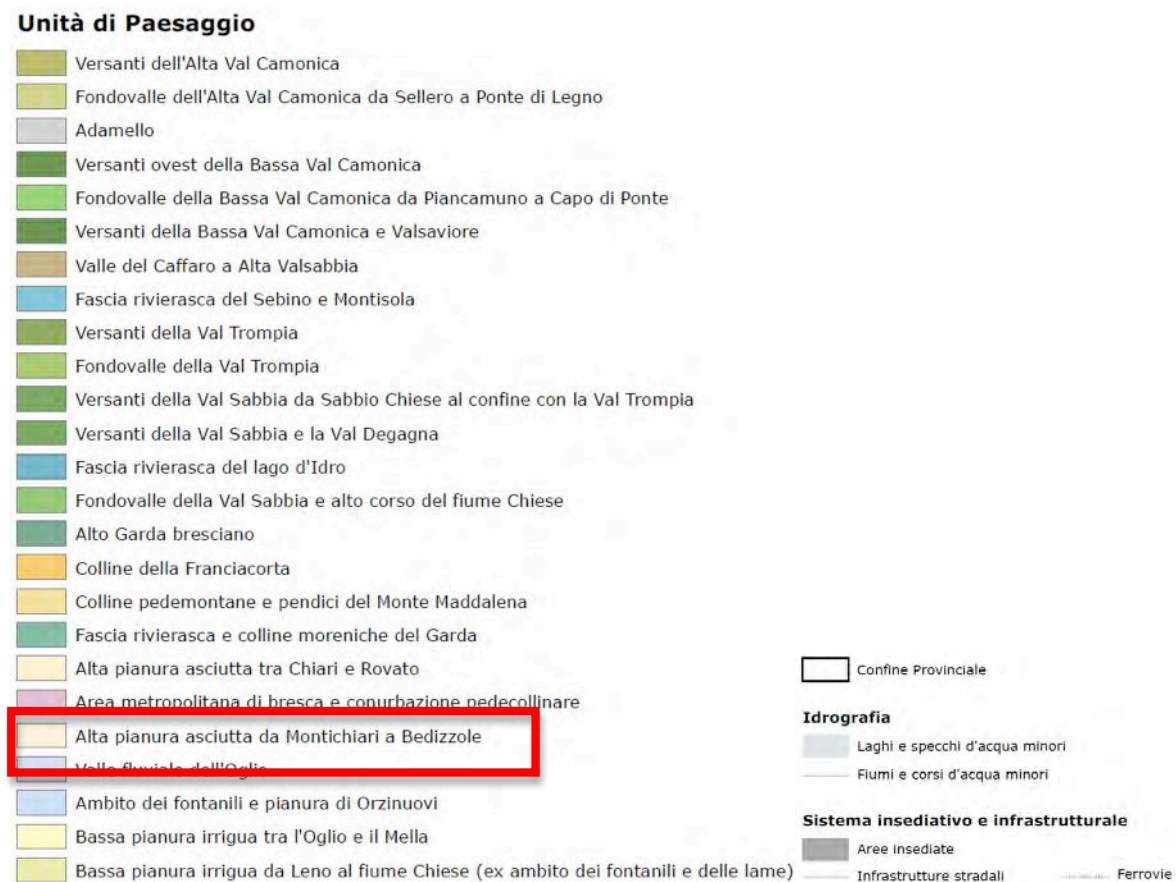 Unità di Paesaggio
Versanti dell'Alta Val Camonica
Fondovalle dell'Alta Val Camonica da Sellero a Ponte di Legno
Adamello
Versanti ovest della Bassa Val Camonica
Fondovalle della Bassa Val Camonica da Piancamuno a Capo di Ponte
Versanti della Bassa Val Camonica e Valsaviore
Valle del Caffaro a Alta Valsabbia
Fascia rivierasca del Sebino e Montisola
Versanti della Val Trompia
Fondovalle della Val Trompia
Versanti della Val Sabbia da Sabbio Chiese al confine con la Val Trompia
Versanti della Val Sabbia e la Val Degagna
Fascia rivierasca del lago d'Idro
Fondovalle della Val Sabbia e alto corso del fiume Chiese
Alto Garda bresciano
Colline della Franciacorta
Colline pedemontane e pendici del Monte Maddalena
Fascia rivierasca e colline moreniche del Garda
Alta pianura asciutta tra Chiari e Rovato
Area metropolitana di bresca e conurbazione pedecollinare
Alta pianura asciutta da Montichiari a Bedizzole
Valle fluviale dell'Oglio
Ambito dei fontanili e pianura di Orzinuovi
Bassa pianura irrigua tra l'Oglio e il Mella
Bassa pianura irrigua da Leno al fiume Chiese (ex ambito dei fontanili e delle lame)
Confine Provinciale
Idrografia
Laghi e specchi d'acqua minori
Fiumi e corsi d'acqua minori
Sistema insediativo e infrastrutturale
Aree insediate
Infrastrutture stradali
Ferrovie